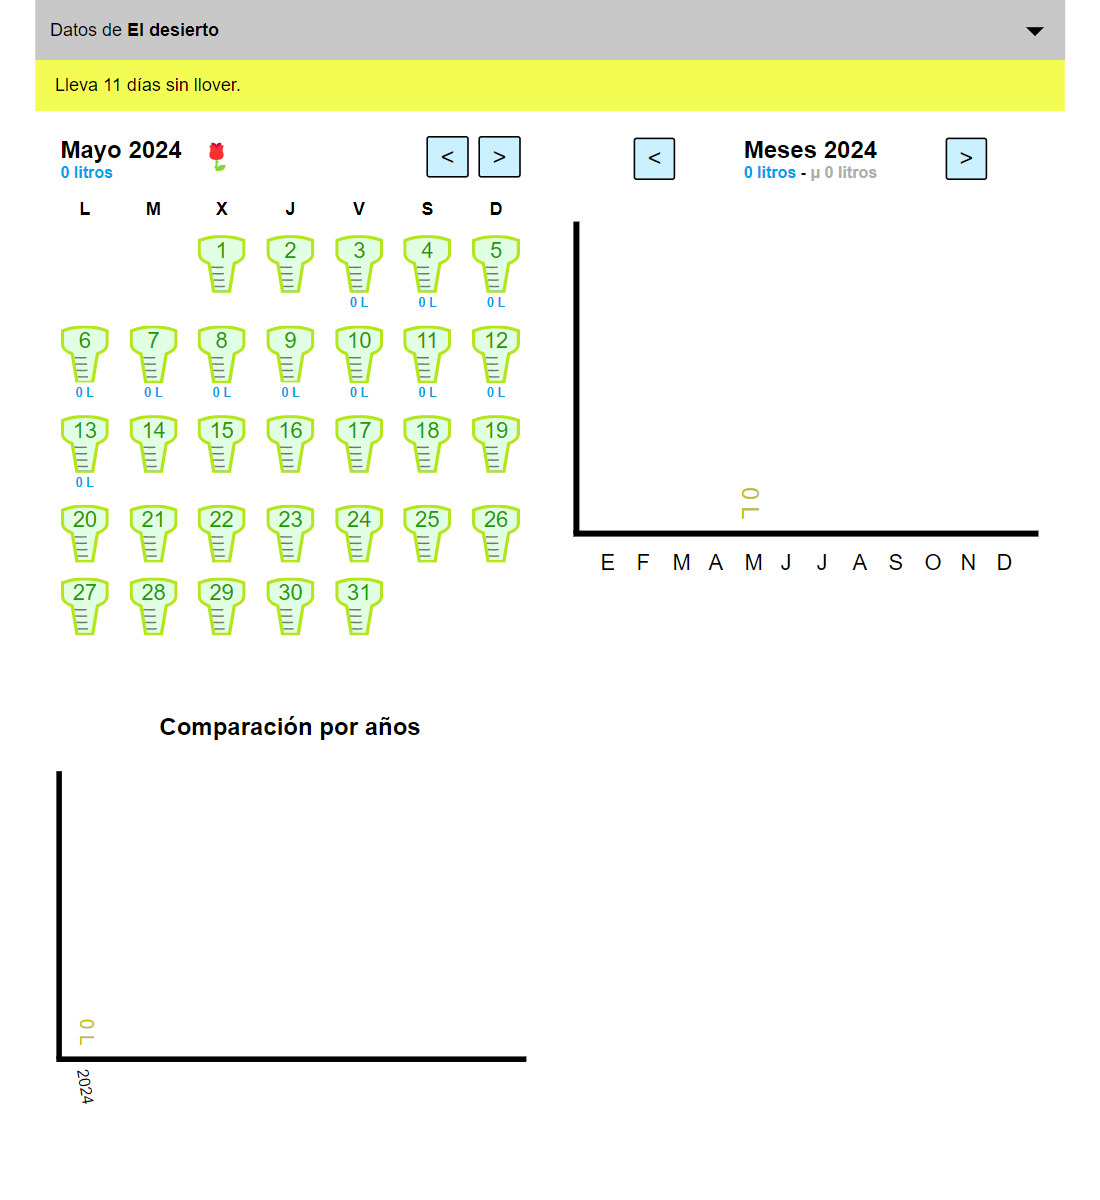 Datos de El desierto
Lleva 11 días sin llover.
Mayo 2024
0 litros
< >
L M X J V S D
1 2 3 4 5
0 L 0 L 0 L
6 7 8 9 10 11 12
0 L 0 L 0 L 0 L 0 L 0 L 0 L
13 14 15 16 17 18 19
0 L
20 21 22 23 24 25 26
27 28 29 30 31
< Meses 2024 >
0 litros - μ 0 litros
0 L
E F M A M J J A S O N D
Comparación por años
0 L
2024